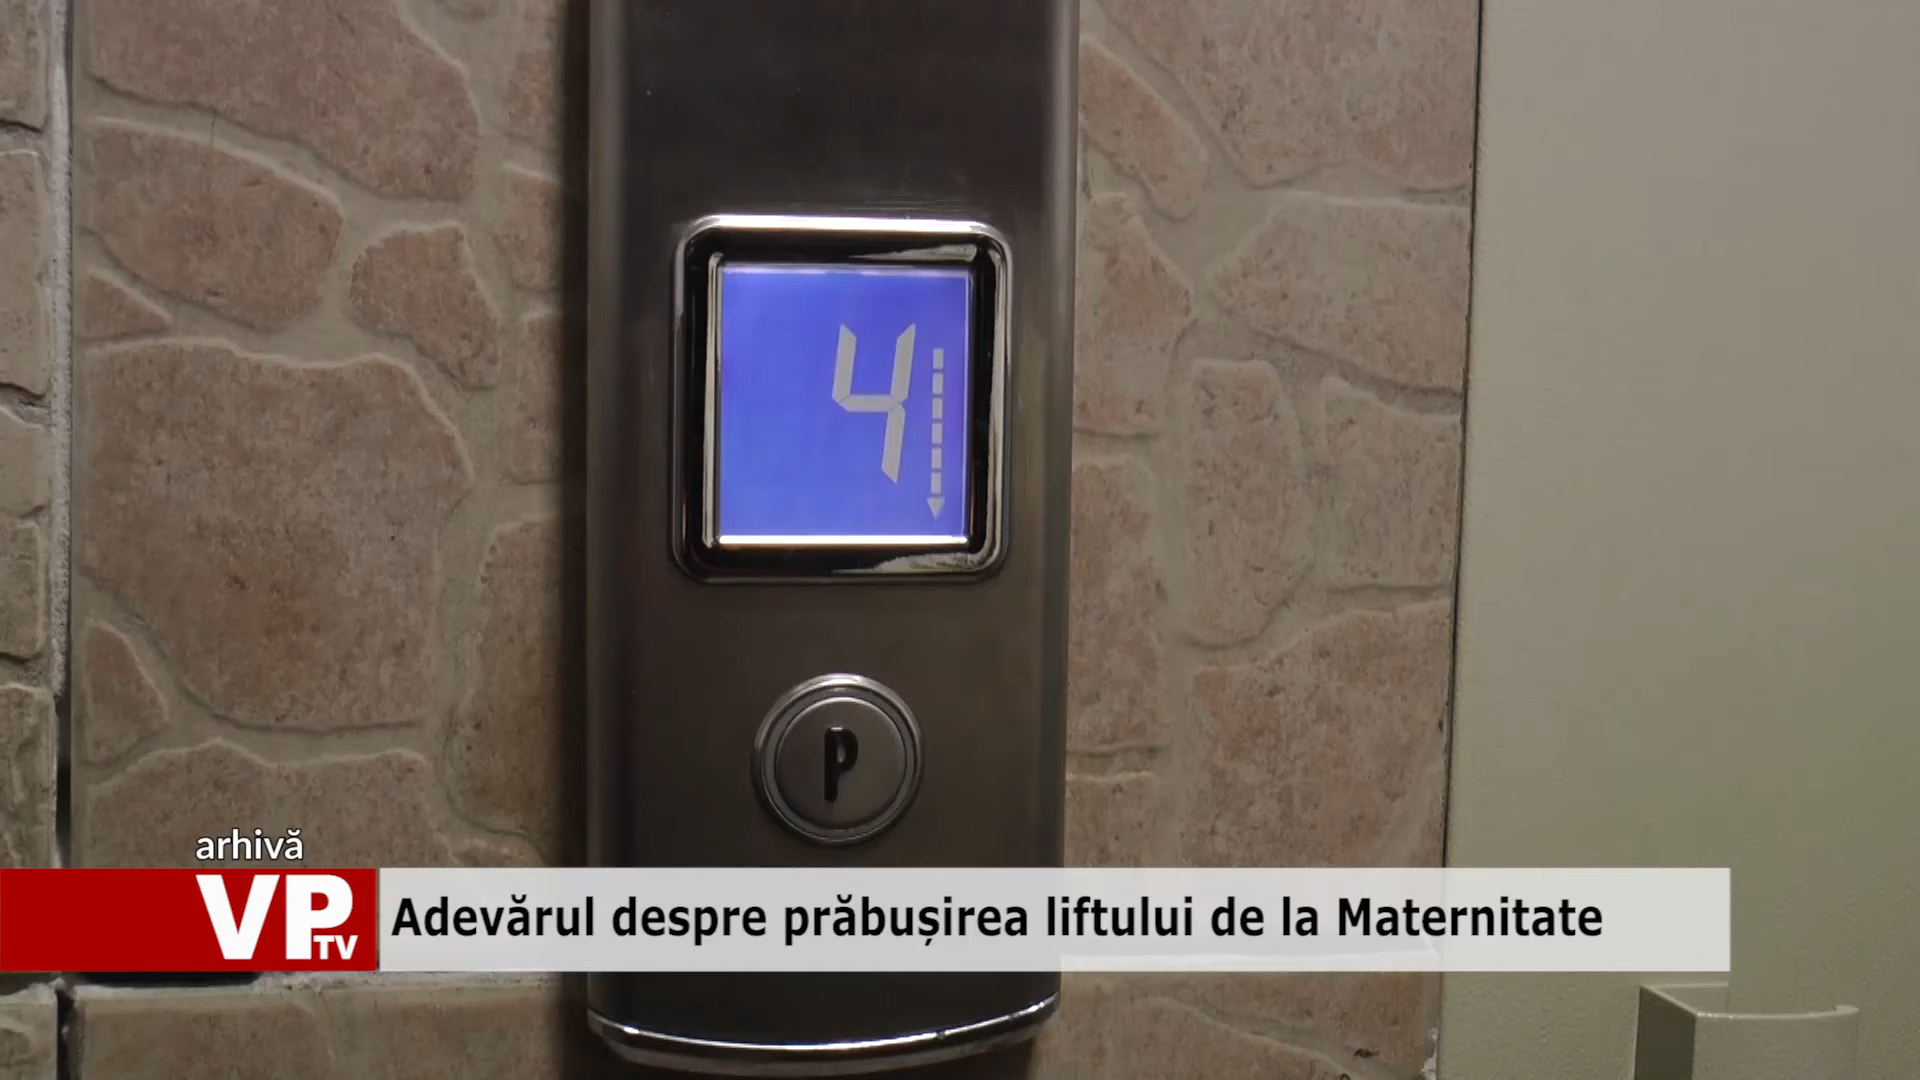 4
P
arhivă
VP TV
Adevărul despre prăbușirea liftului de la Maternitate